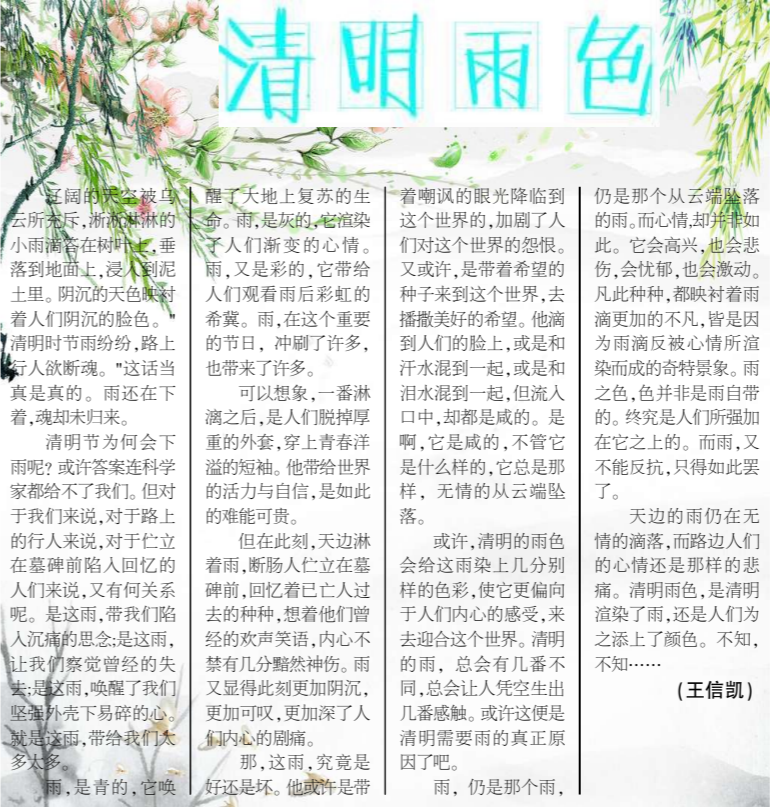 清明雨色
辽阔的天空被乌
云所充斥,淅淅淋淋的
小雨滴答在树叶上,垂
落到地面上,浸入到泥
土里。阴沉的天色映衬
着人们阴沉的脸色。"
清明时节雨纷纷,路上
行人欲断魂。"这话当
真是真的。雨还在下
着,魂却未归来。
清明节为何会下
雨呢?或许答案连科学
家都给不了我们。但对
于我们来说,对于路上
的行人来说,对于伫立
在墓碑前陷入回忆的
人们来说,又有何关系
呢。是这雨,带我们陷
入沉痛的思念;是这雨,
让我们察觉曾经的失
去;是这雨,唤醒了我们
坚强外壳下易碎的心。
就是这雨,带给我们太
多太多。
雨,是青的,它唤
醒了大地上复苏的生
命。雨,是灰的,它渲染
了人们渐变的心情。
雨,又是彩的,它带给
人们观看雨后彩虹的
希冀。雨,在这个重要
的节日,冲刷了许多,
也带来了许多。
可以想象,一番淋
漓之后,是人们脱掉厚
重的外套,穿上青春洋
溢的短袖。他带给世界
的活力与自信,是如此
的难能可贵。
但在此刻,天边淋
着雨,断肠人伫立在墓
碑前,回忆着已亡人过
去的种种,想着他们曾
经的欢声笑语,内心不
禁有几分黯然神伤。雨
又显得此刻更加阴沉,
更加可叹,更加深了人
们内心的剧痛。
那,这雨,究竟是
好还是坏。他或许是带
着嘲讽的眼光降临到
这个世界的,加剧了人
们对这个世界的怨恨。
又或许,是带着希望的
种子来到这个世界,去
播撒美好的希望。他滴
到人们的脸上,或是和
汗水混到一起,或是和
泪水混到一起,但流入
口中,却都是咸的。是
啊,它是咸的,不管它
是什么样的,它总是那
样,无情的从云端坠
落。
或许,清明的雨色
会给这雨染上几分别
样的色彩,使它更偏向
于人们内心的感受,来
去迎合这个世界。清明
的雨,总会有几番不
同,总会让人凭空生出
几番感触。或许这便是
清明需要雨的真正原
因了吧。
雨,仍是那个雨,
仍是那个从云端坠落
的雨。而心情,却并非如
此。它会高兴,也会悲
伤,会忧郁,也会激动。
凡此种种,都映衬着雨
滴更加的不凡,皆是因
为雨滴反被心情所渲
染而成的奇特景象。雨
之色,色并非是雨自带
的。终究是人们所强加
在它之上的。而雨,又
不能反抗,只得如此罢
了。
天边的雨仍在无
情的滴落,而路边人们
的心情还是那样的悲
痛。清明雨色,是清明
渲染了雨,还是人们为
之添上了颜色。不知,
不知……
(王信凯)